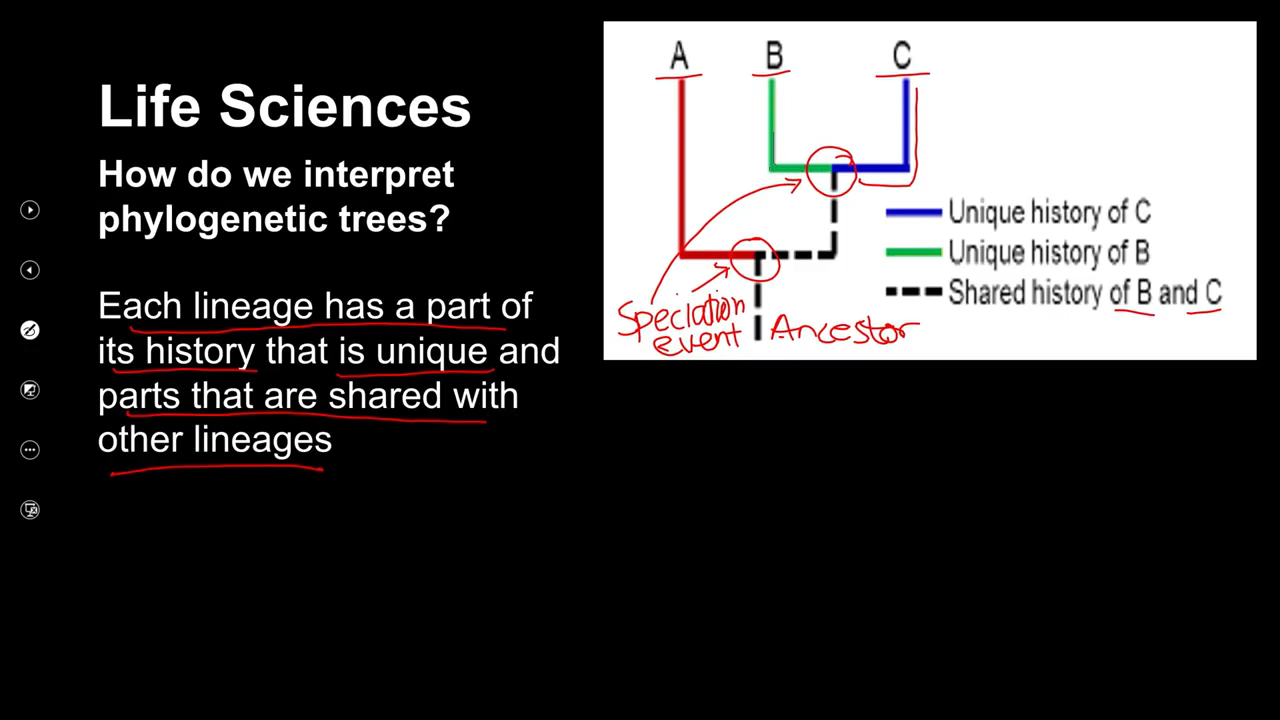 Life Sciences
How do we interpret
phylogenetic trees?
Each lineage has a part of
its history that is unique and
parts that are shared with
other lineages
A B C
Unique history of C
Unique history of B
Shared history of B and C
Speciation
event
Ancestor